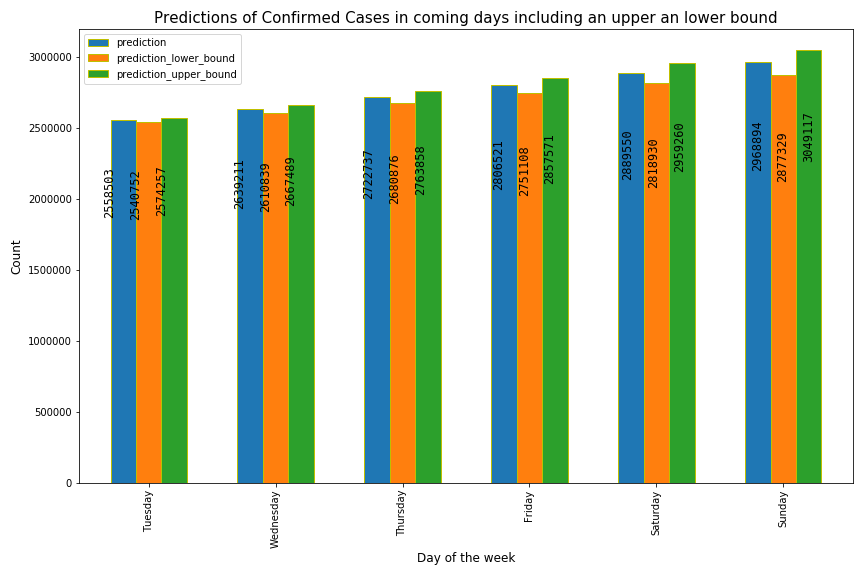 Predictions of Confirmed Cases in coming days including an upper an lower bound
prediction
prediction_lower_bound
prediction_upper_bound
Count
3000000
2500000
2000000
1500000
1000000
500000
0
2558503
2540752
2574257
2639211
2610839
2667489
2722737
2680876
2763858
2806521
2751108
2857571
2889550
2818930
2959260
2968894
2877329
3049117
Tuesday
Wednesday
Thursday
Friday
Saturday
Sunday
Day of the week